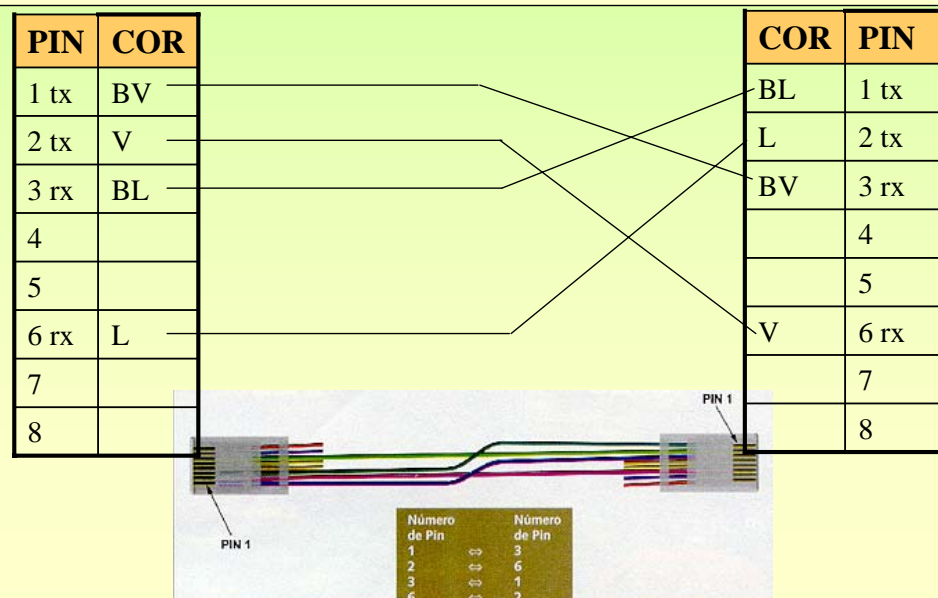 PIN COR
1 tx BV
2 tx V
3 rx BL
4
5
6 rx L
7
8
COR PIN
BL 1 tx
L 2 tx
BV 3 rx
4
5
V 6 rx
7
8
PIN 1
PIN 1
Número Número
de Pin de Pin
1 ⇔ 3
2 ⇔ 6
3 ⇔ 1
6 ⇔ 2